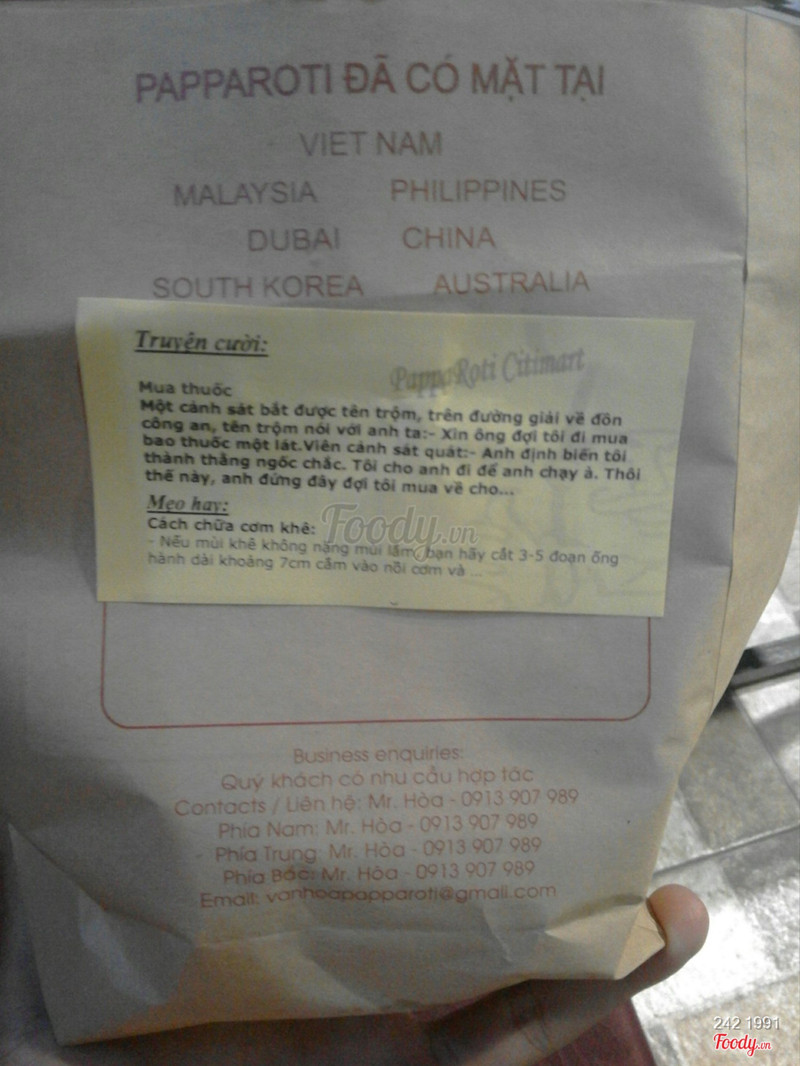 PAPPAROTI ĐÃ CÓ MẶT TẠI
VIET NAM
MALAYSIA PHILIPPINES
DUBAI CHINA
SOUTH KOREA AUSTRALIA
Truyện cười:
PappaRoti Citimart
Mua thuốc
Một cảnh sát bắt được tên trộm, trên đường giải về đồn
công an, tên trộm nói với anh ta:- Xin ông đợi tôi đi mua
bao thuốc một lát.Viên cảnh sát quát:- Anh định biến tôi
thành thằng ngốc chắc. Tôi cho anh đi để anh chạy à. Thôi
thế này, anh đứng đây đợi tôi mua về cho...
Mẹo hay:
Cách chữa cơm khê:
- Nếu mùi khê không nặng mùi lắm, bạn hãy cắt 3-5 đoạn ống
hành dài khoảng 7cm cắm vào nồi cơm và ...
Foody.vn
Business enquiries:
Quý khách có nhu cầu hợp tác
Contacts / Liên hệ: Mr. Hòa - 0913 907 989
Phía Nam: Mr. Hòa - 0913 907 989
- Phía Trung: Mr. Hòa - 0913 907 989
Phía Bắc: Mr. Hòa - 0913 907 989
Email: vanhoapapparoti@gmail.com
242 1991
Foody.vn